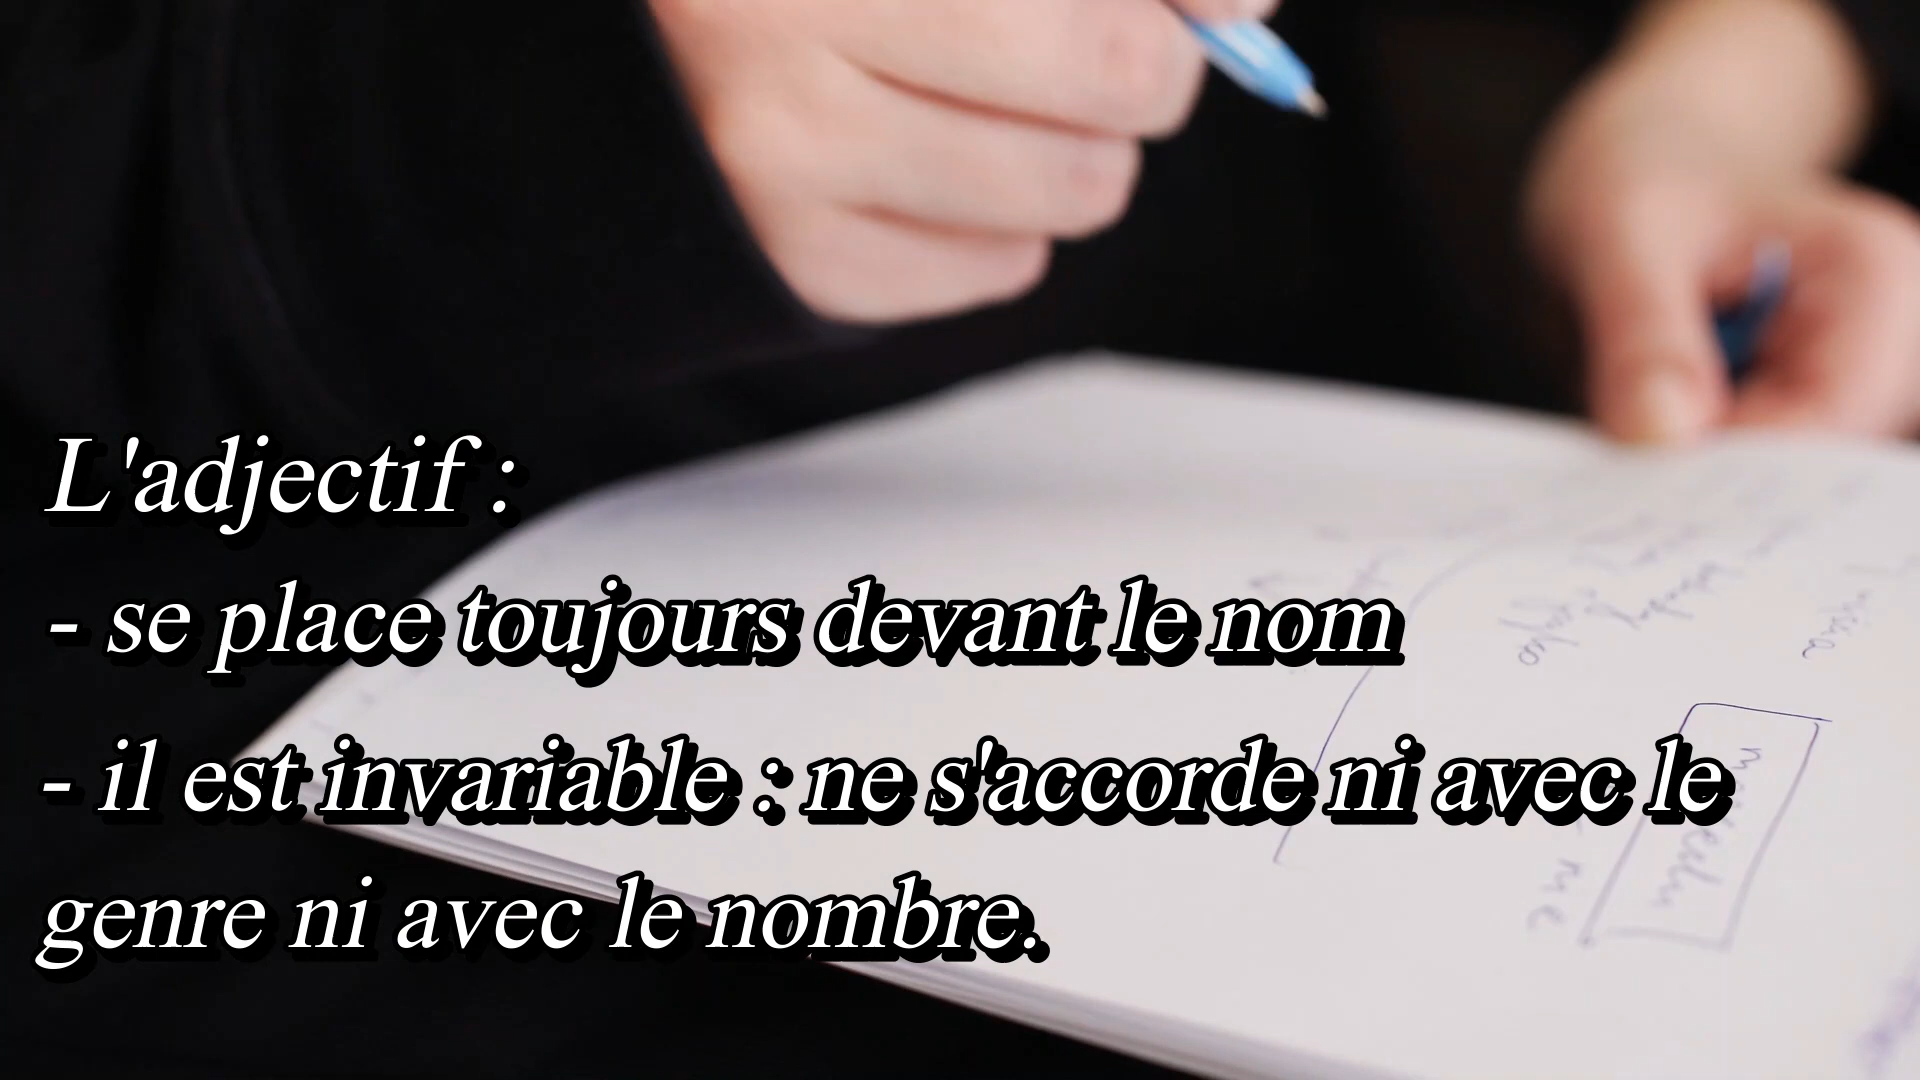 L'adjectif :
- se place toujours devant le nom
- il est invariable : ne s'accorde ni avec le
genre ni avec le nombre.